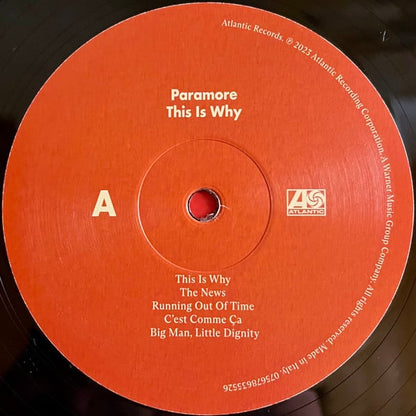 Paramore
This Is Why
A
ATLANTIC
This Is Why
The News
Running Out Of Time
C'est Comme Ça
Big Man, Little Dignity
Atlantic Records. ℗ 2023 Atlantic Recording Corporation. A Warner Music Group Company. All rights reserved. Made in Italy. 075678635526